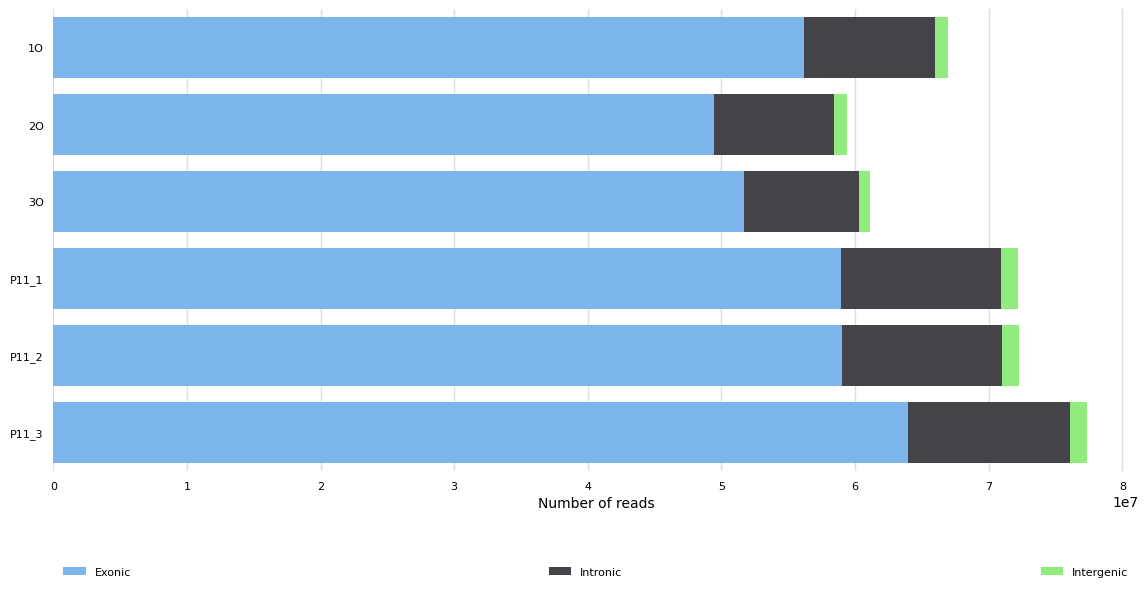 1O
2O
3O
P11_1
P11_2
P11_3
0 1 2 3 4 5 6 7 8
1e7
Number of reads
Exonic Intronic Intergenic